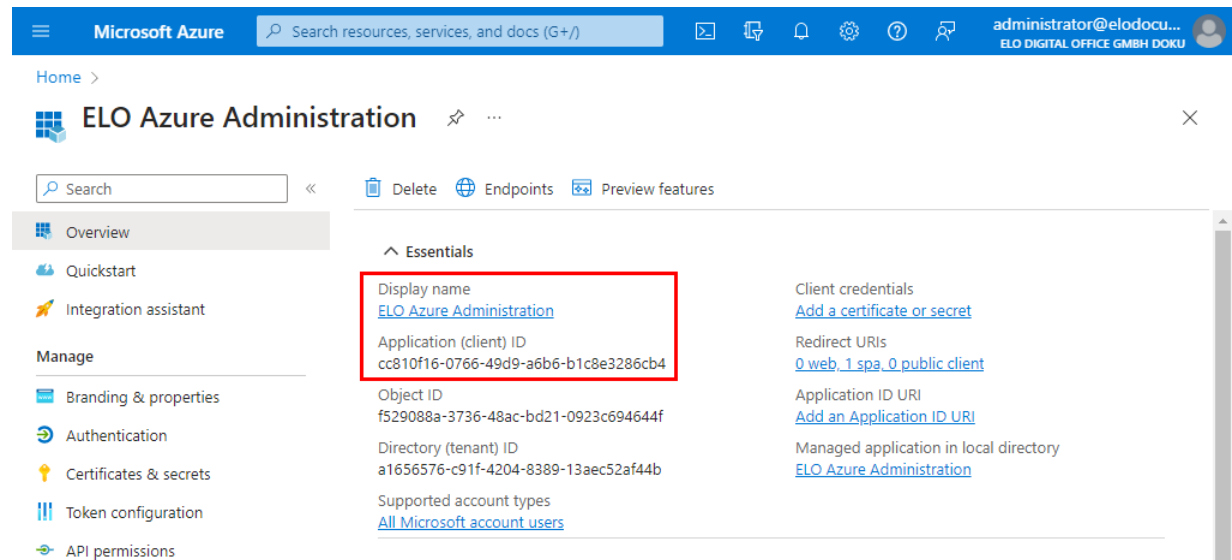 Microsoft Azure
Search resources, services, and docs (G+/)
administrator@elodocu...
ELO DIGITAL OFFICE GMBH DOKU
Home >
ELO Azure Administration
Search
Delete
Endpoints
Preview features
Overview
Quickstart
Integration assistant
Manage
Branding & properties
Authentication
Certificates & secrets
Token configuration
API permissions
Essentials
Display name
ELO Azure Administration
Application (client) ID
cc810f16-0766-49d9-a6b6-b1c8e3286cb4
Object ID
f529088a-3736-48ac-bd21-0923c694644f
Directory (tenant) ID
a1656576-c91f-4204-8389-13aec52af44b
Supported account types
All Microsoft account users
Client credentials
Add a certificate or secret
Redirect URIs
0 web, 1 spa, 0 public client
Application ID URI
Add an Application ID URI
Managed application in local directory
ELO Azure Administration